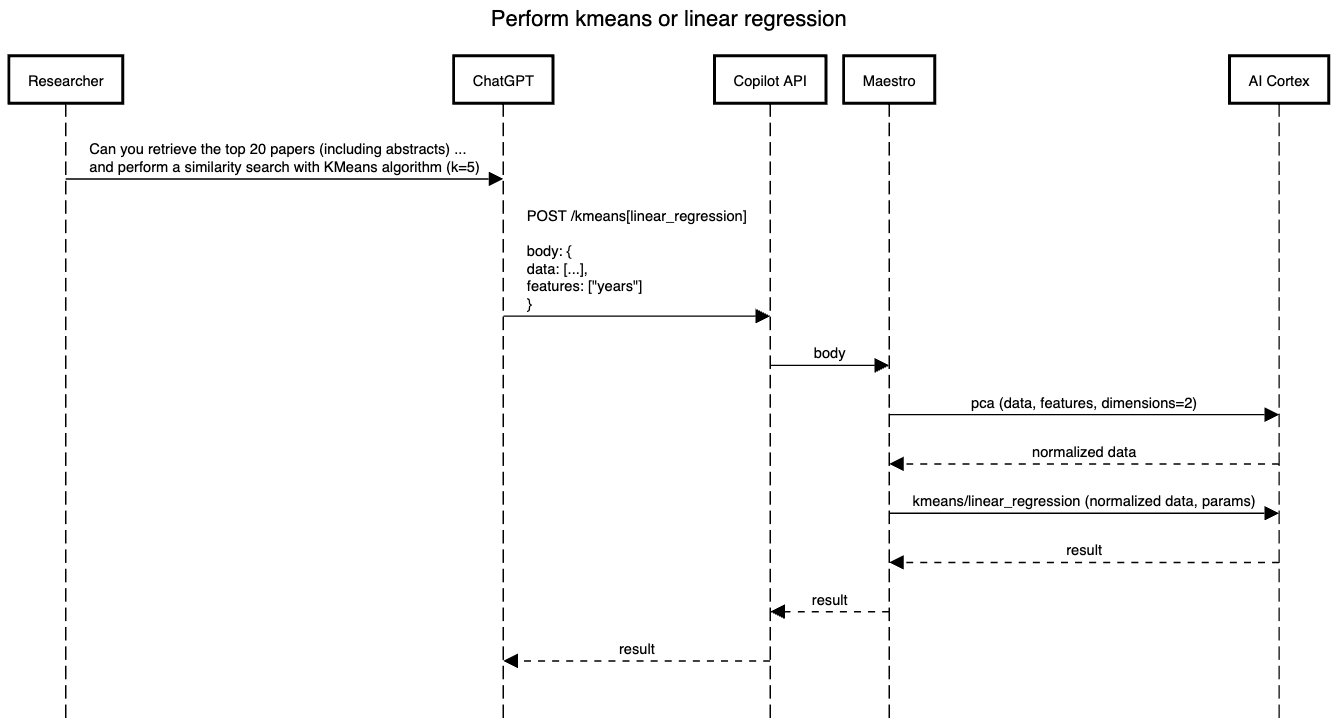 Perform kmeans or linear regression
Researcher
ChatGPT
Copilot API
Maestro
AI Cortex
Can you retrieve the top 20 papers (including abstracts) ...
and perform a similarity search with KMeans algorithm (k=5)
POST /kmeans[linear_regression]
body: {
data: [...],
features: ["years"]
}
body
pca (data, features, dimensions=2)
normalized data
kmeans/linear_regression (normalized data, params)
result
result
result